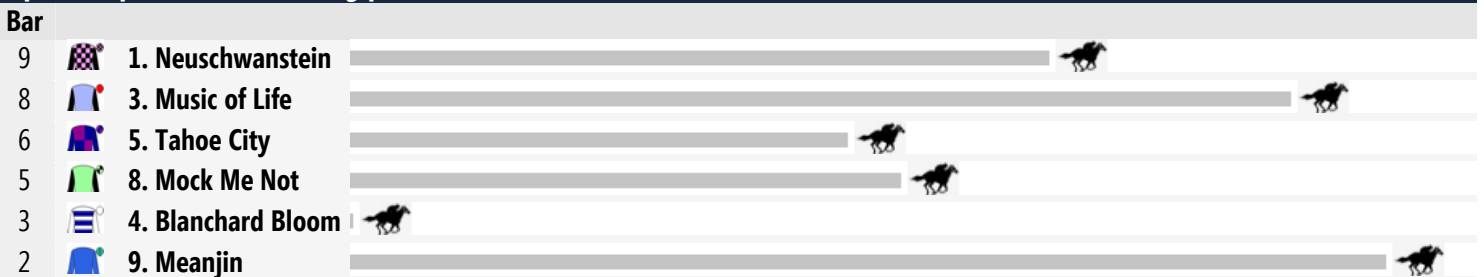 Bar
9 1. Neuschwanstein
8 3. Music of Life
6 5. Tahoe City
5 8. Mock Me Not
3 4. Blanchard Bloom
2 9. Meanjin